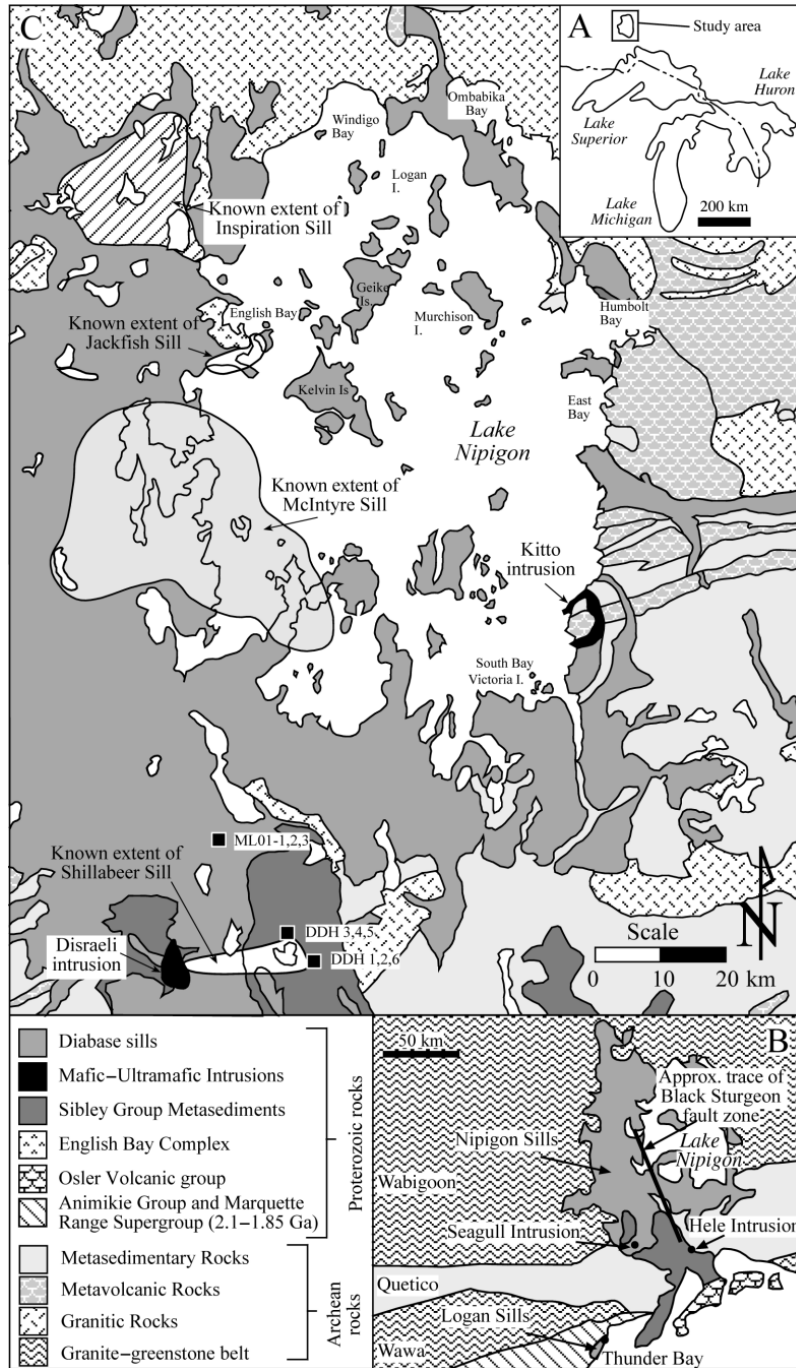 C
A
Study area
Lake
Huron
Lake
Superior
Lake
Michigan
200 km
Ombabika
Bay
Windigo
Bay
Logan
I.
Known extent of
Inspiration Sill
Geike
Is.
English Bay
Murchison
I.
Humbolt
Bay
Known extent of
Jackfish Sill
Kelvin Is
East
Bay
Lake
Nipigon
Known extent of
McIntyre Sill
Kitto
intrusion
South Bay
Victoria I.
ML01-1,2,3
Known extent of
Shillabeer Sill
DDH 3,4,5
DDH 1,2,6
Disraeli
intrusion
N
Scale
0 10 20 km
Diabase sills
Mafic-Ultramafic Intrusions
Sibley Group Metasediments
English Bay Complex
Osler Volcanic group
Animikie Group and Marquette
Range Supergroup (2.1-1.85 Ga)
Proterozoic rocks
Metasedimentary Rocks
Metavolcanic Rocks
Granitic Rocks
Granite-greenstone belt
Archean
rocks
B
50 km
Approx. trace of
Black Sturgeon
fault zone
Nipigon Sills
Lake
Nipigon
Wabigoon
Seagull Intrusion
Hele Intrusion
Quetico
Logan Sills
Wawa
Thunder Bay